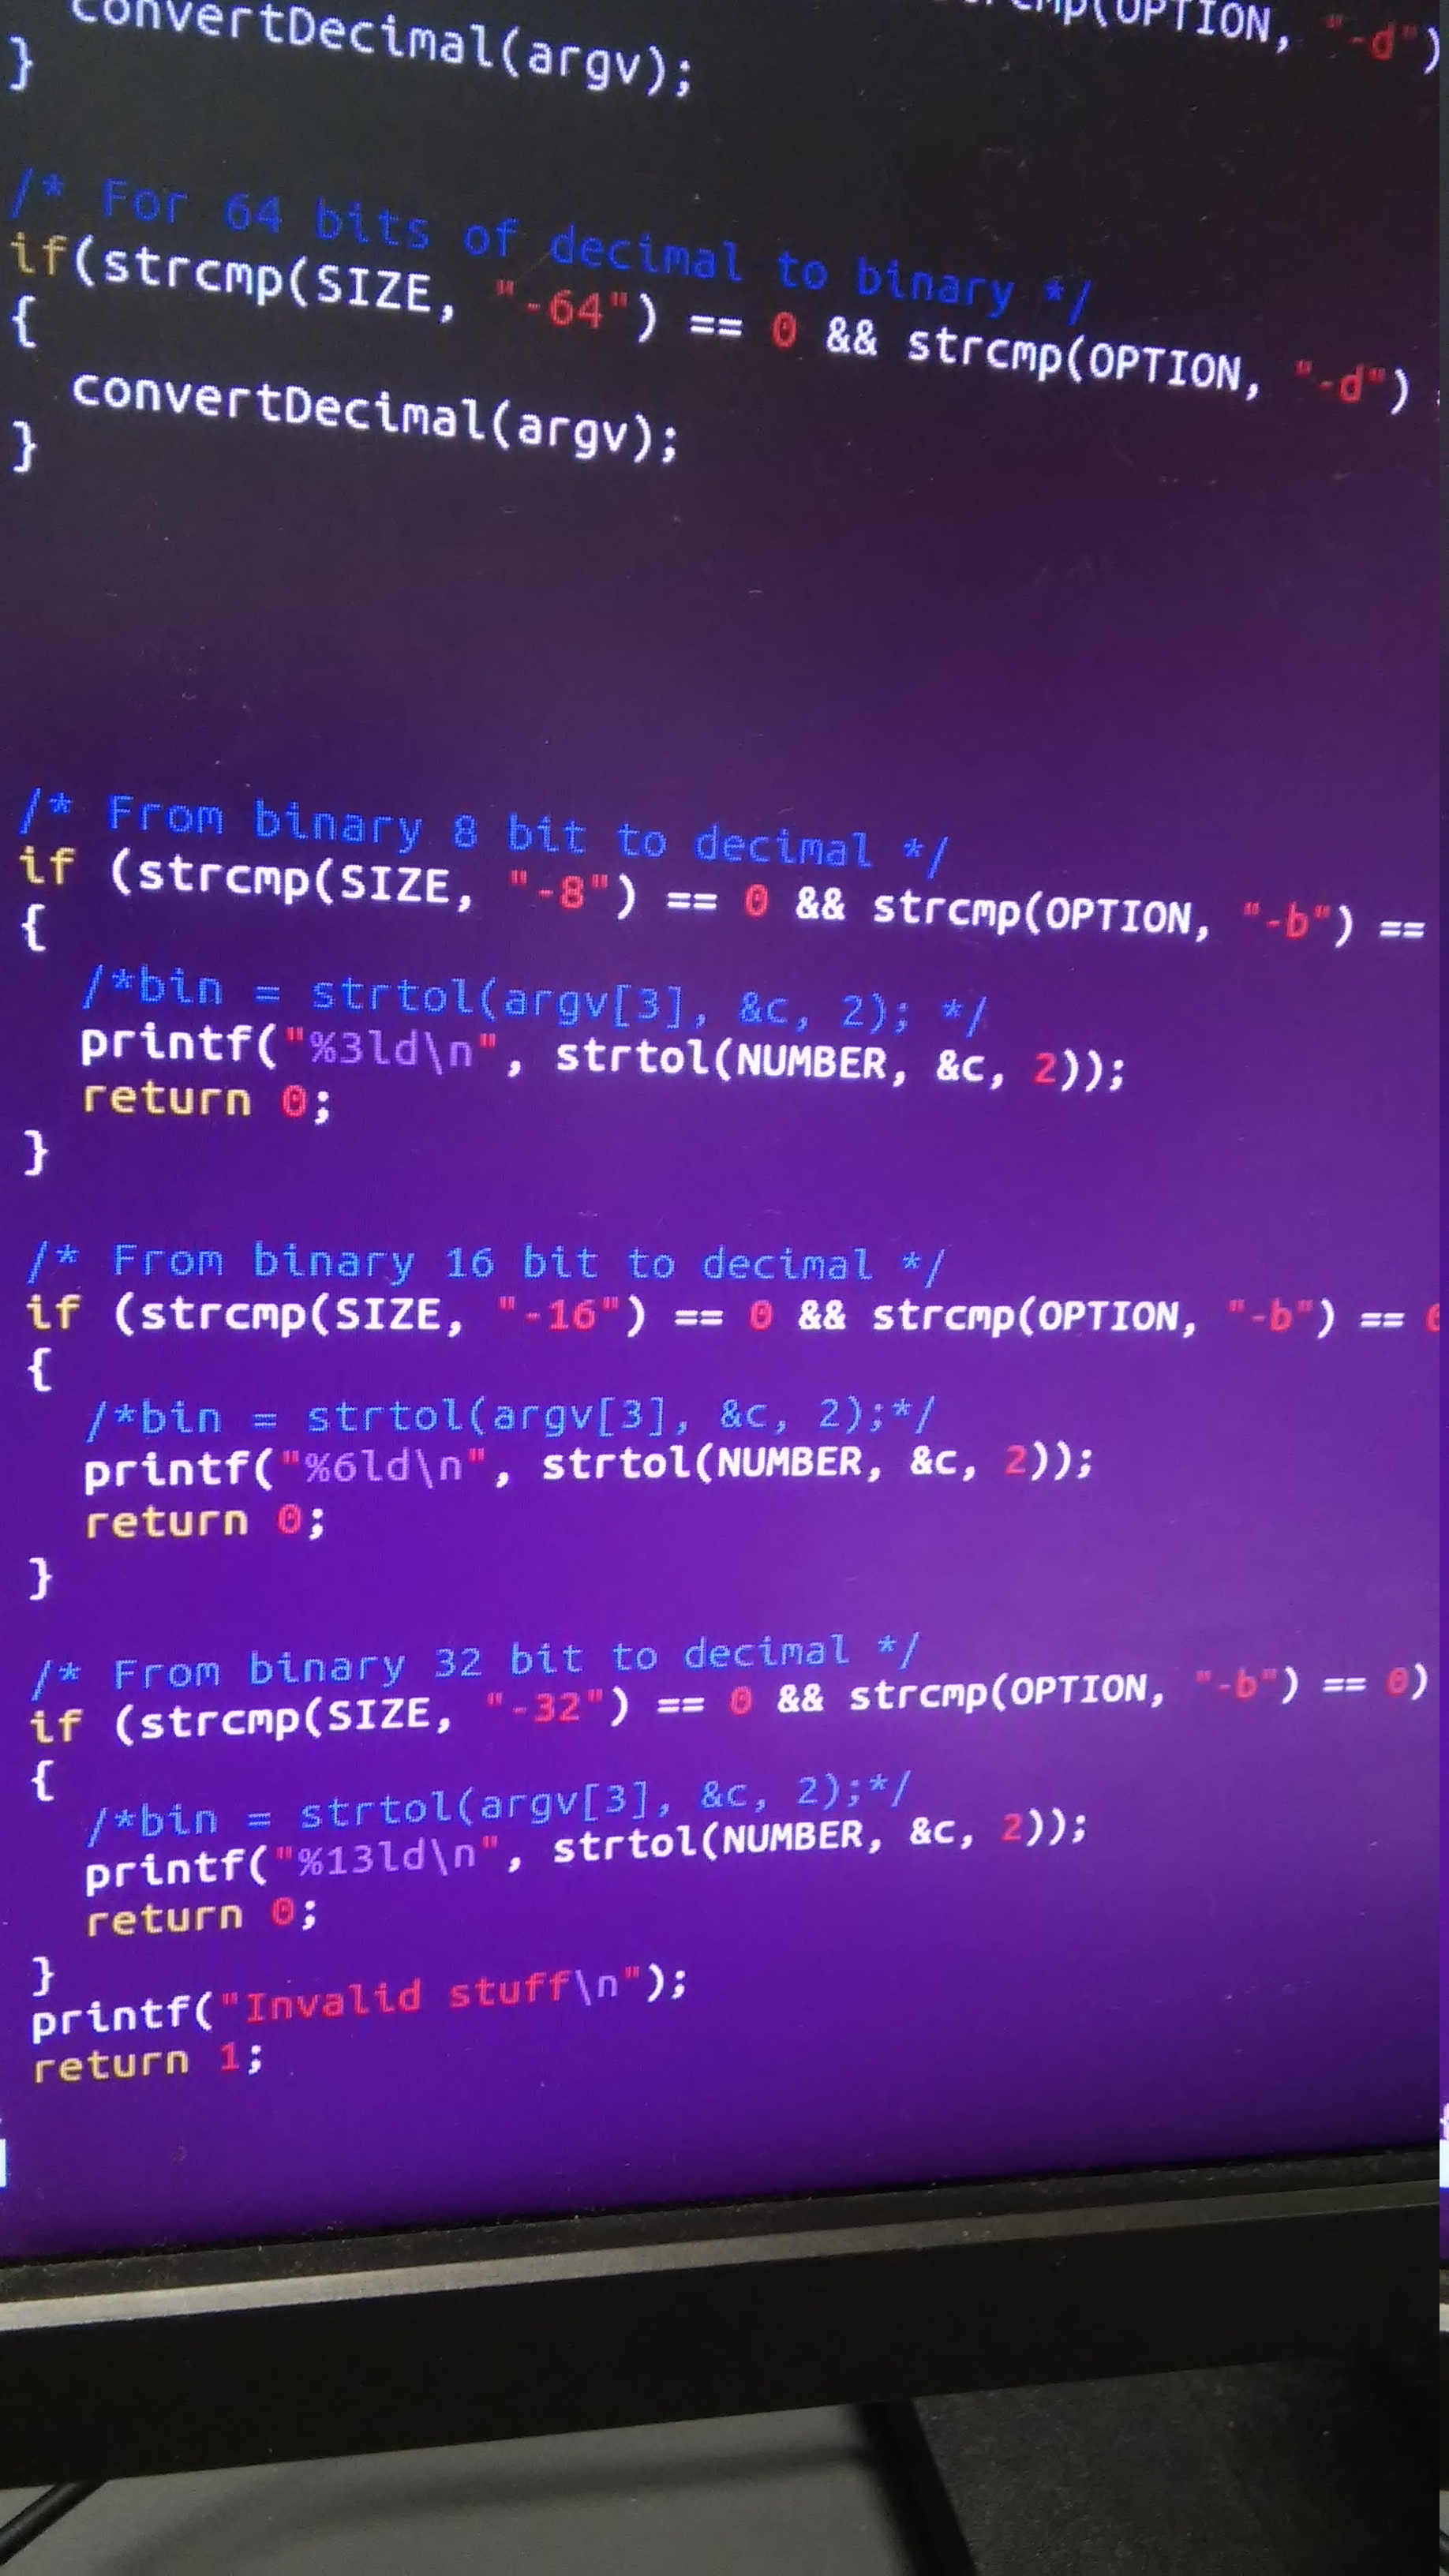 convertDecimal(argv); strcmp(OPTION, "-d")
}
/* For 64 bits of decimal to binary */
if(strcmp(SIZE, "-64") == 0 && strcmp(OPTION, "-d")
{
convertDecimal(argv);
}
/* From binary 8 bit to decimal */
if (strcmp(SIZE, "-8") == 0 && strcmp(OPTION, "-b") ==
{
/*bin = strtol(argv[3], &c, 2); */
printf("%3ld\n", strtol(NUMBER, &c, 2));
return 0;
}
/* From binary 16 bit to decimal */
if (strcmp(SIZE, "-16") == 0 && strcmp(OPTION, "-b") ==
{
/*bin = strtol(argv[3], &c, 2);*/
printf("%6ld\n", strtol(NUMBER, &c, 2));
return 0;
}
/* From binary 32 bit to decimal */
if (strcmp(SIZE, "-32") == 0 && strcmp(OPTION, "-b") == 0)
{
/*bin = strtol(argv[3], &c, 2);*/
printf("%13ld\n", strtol(NUMBER, &c, 2));
return 0;
}
printf("Invalid stuff\n");
return 1;